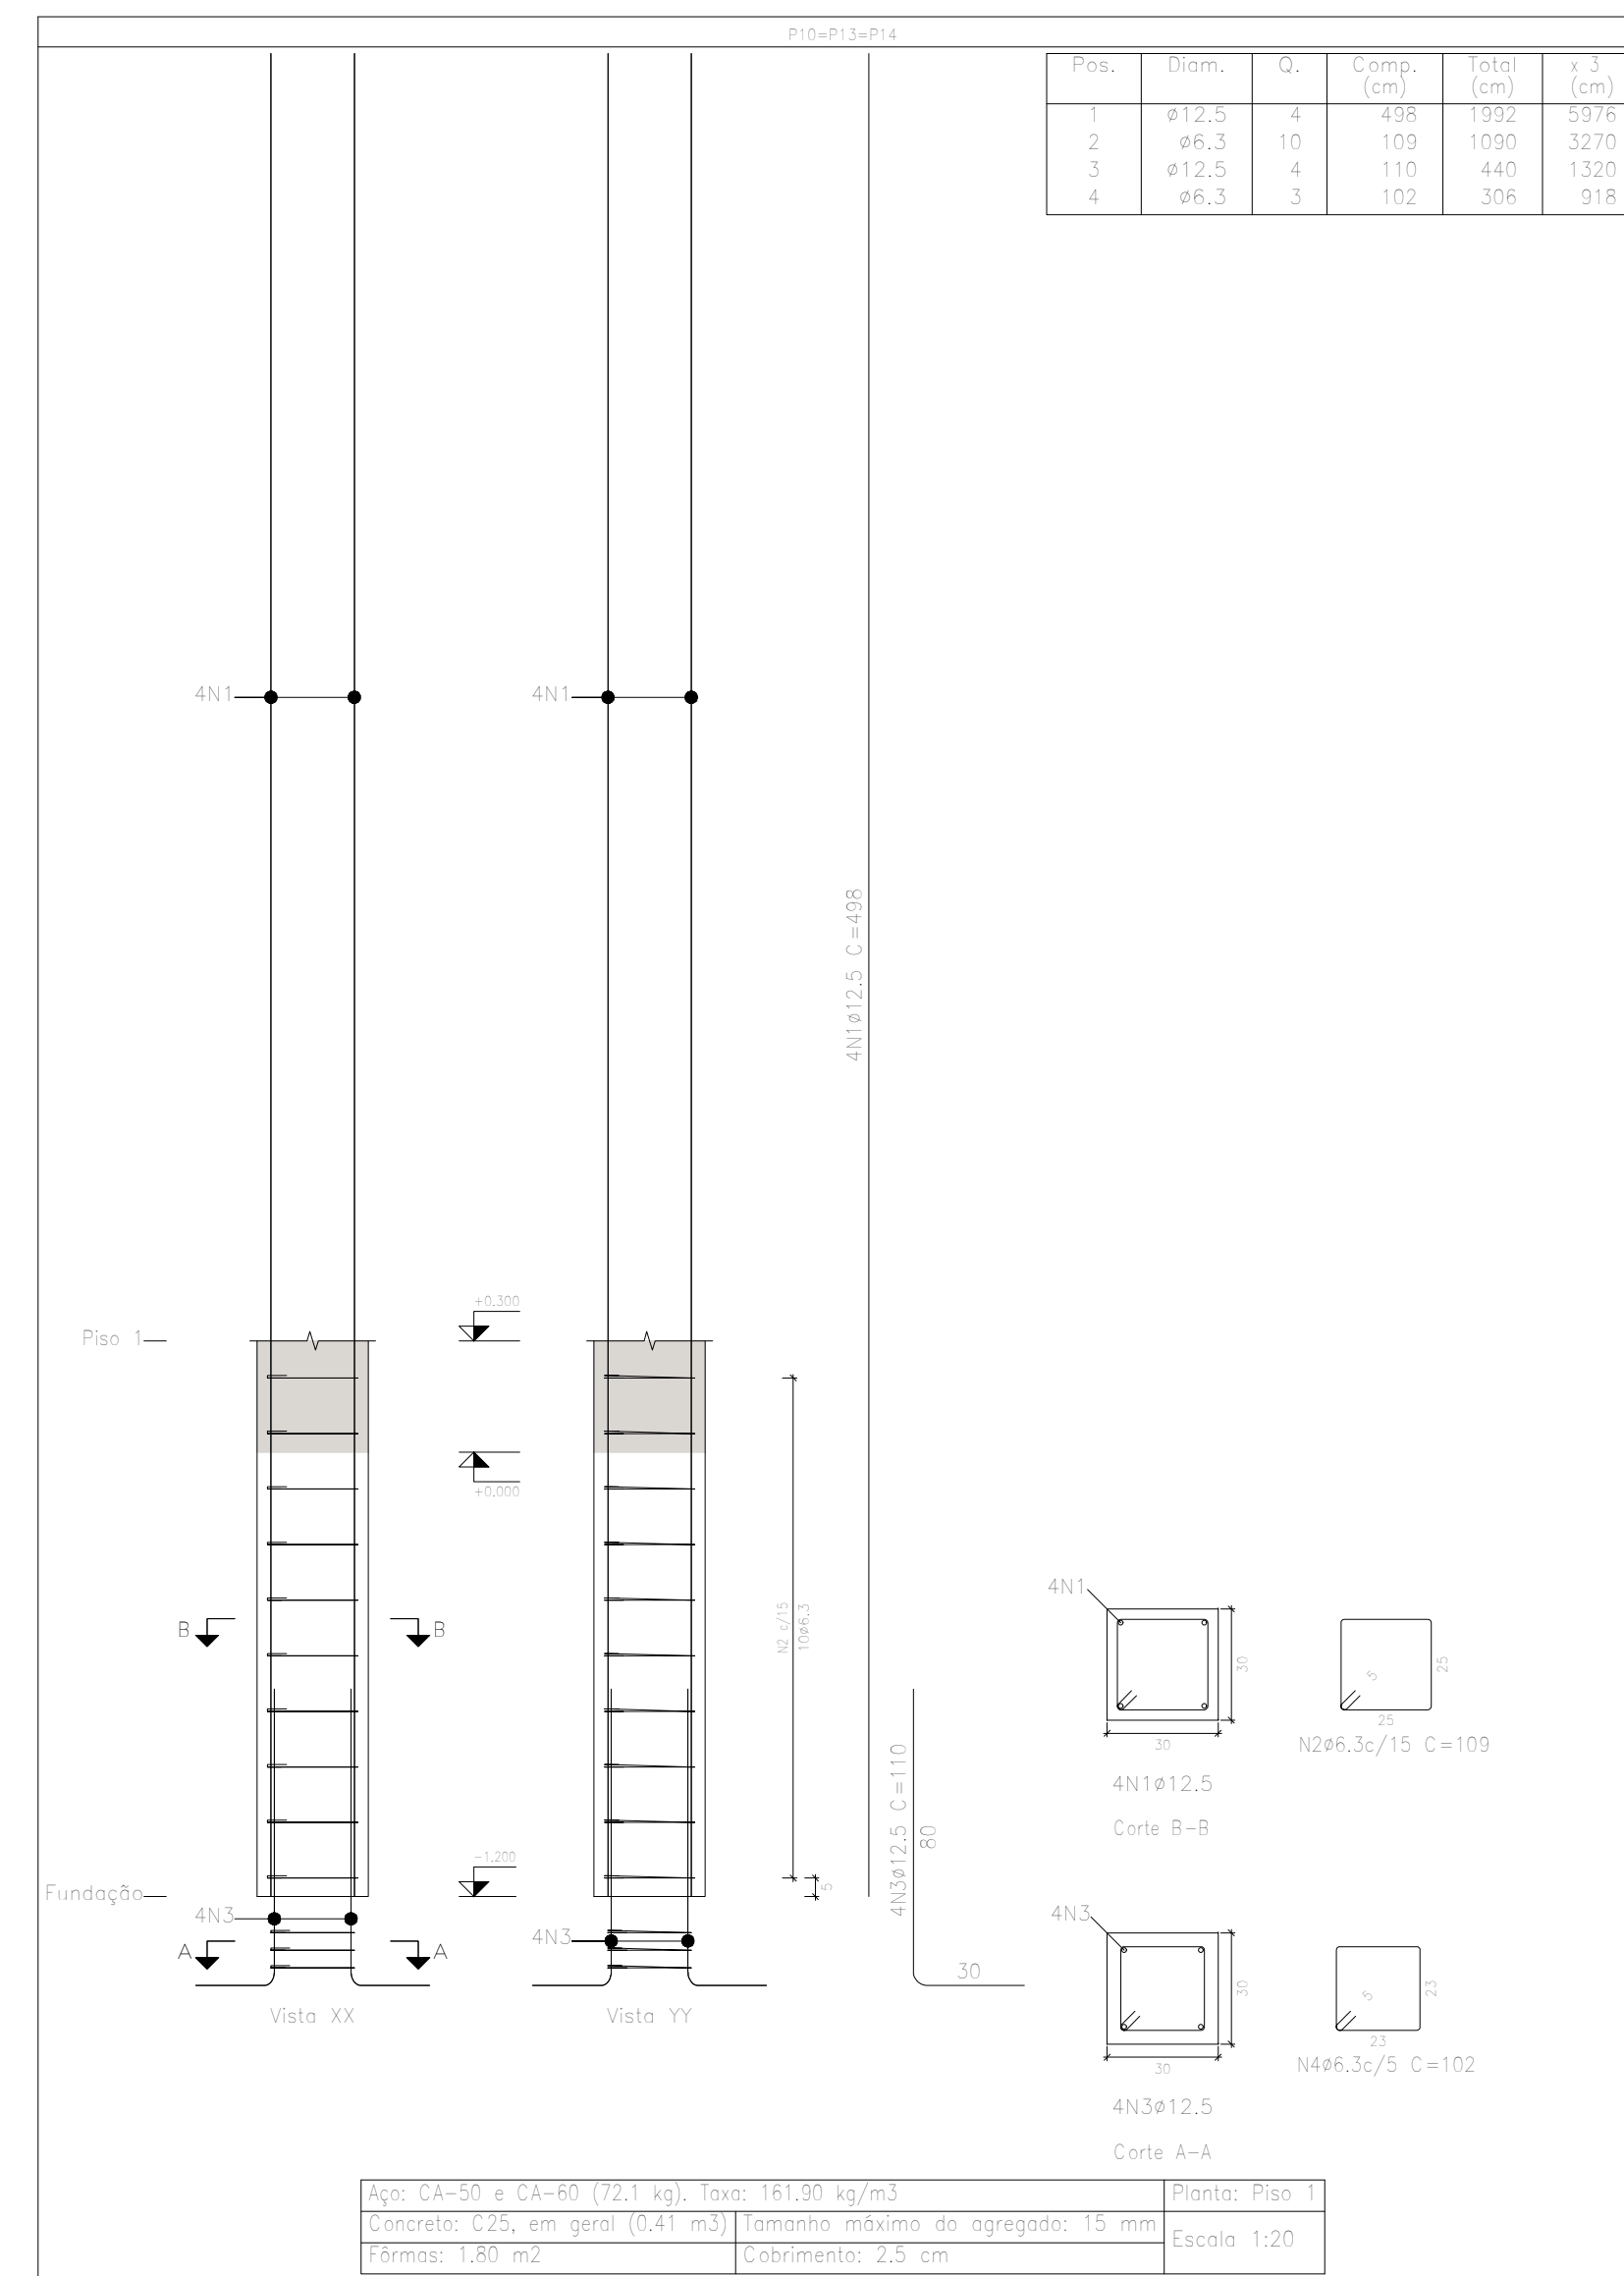 P10=P13=P14
Pos. Diam. Q. Comp. (cm) Total (cm) x 3 (cm)
1 ø12.5 4 498 1992 5976
2 ø6.3 10 109 1090 3270
3 ø12.5 4 110 440 1320
4 ø6.3 3 102 306 918
4N1 4N1
4N1ø12.5 C=498
+0.300
Piso 1
+0.000
N2 c/15
10ø6.3
B B
4N1
30
30
4N1ø12.5
Corte B-B
5
25
25
N2ø6.3c/15 C=109
4N3ø12.5 C=110
80
30
-1.200
5
Fundação
4N3
4N3
A A
Vista XX
Vista YY
4N3
30
30
4N3ø12.5
Corte A-A
5
23
23
N4ø6.3c/5 C=102
Aço: CA-50 e CA-60 (72.1 kg). Taxa: 161.90 kg/m3
Planta: Piso 1
Concreto: C25, em geral (0.41 m3)
Tamanho máximo do agregado: 15 mm
Escala 1:20
Fôrmas: 1.80 m2
Cobrimento: 2.5 cm